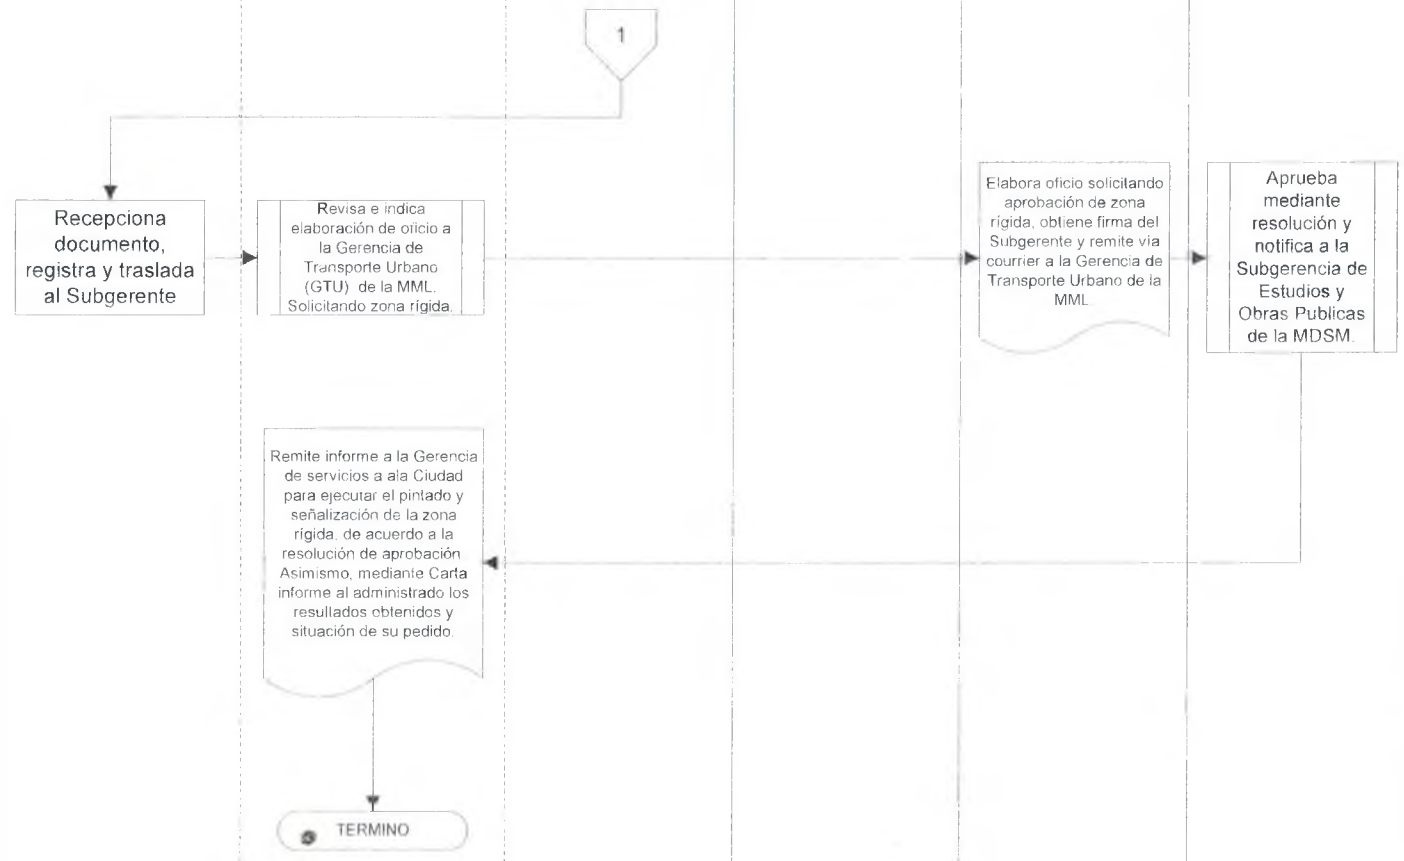 1
Recepciona
documento,
registra y traslada
al Subgerente
Revisa e indica
elaboración de oficio a
la Gerencia de
Transporte Urbano
(GTU) de la MML.
Solicitando zona rígida.
Elabora oficio solicitando
aprobación de zona
rígida, obtiene firma del
Subgerente y remite via
courrier a la Gerencia de
Transporte Urbano de la
MML
Aprueba
mediante
resolución y
notifica a la
Subgerencia de
Estudios y
Obras Publicas
de la MDSM.
Remite informe a la Gerencia
de servicios a ala Ciudad
para ejecutar el pintado y
señalización de la zona
rígida, de acuerdo a la
resolución de aprobación
Asimismo, mediante Carta
informe al administrado los
resultados obtenidos y
situación de su pedido.
TERMINO